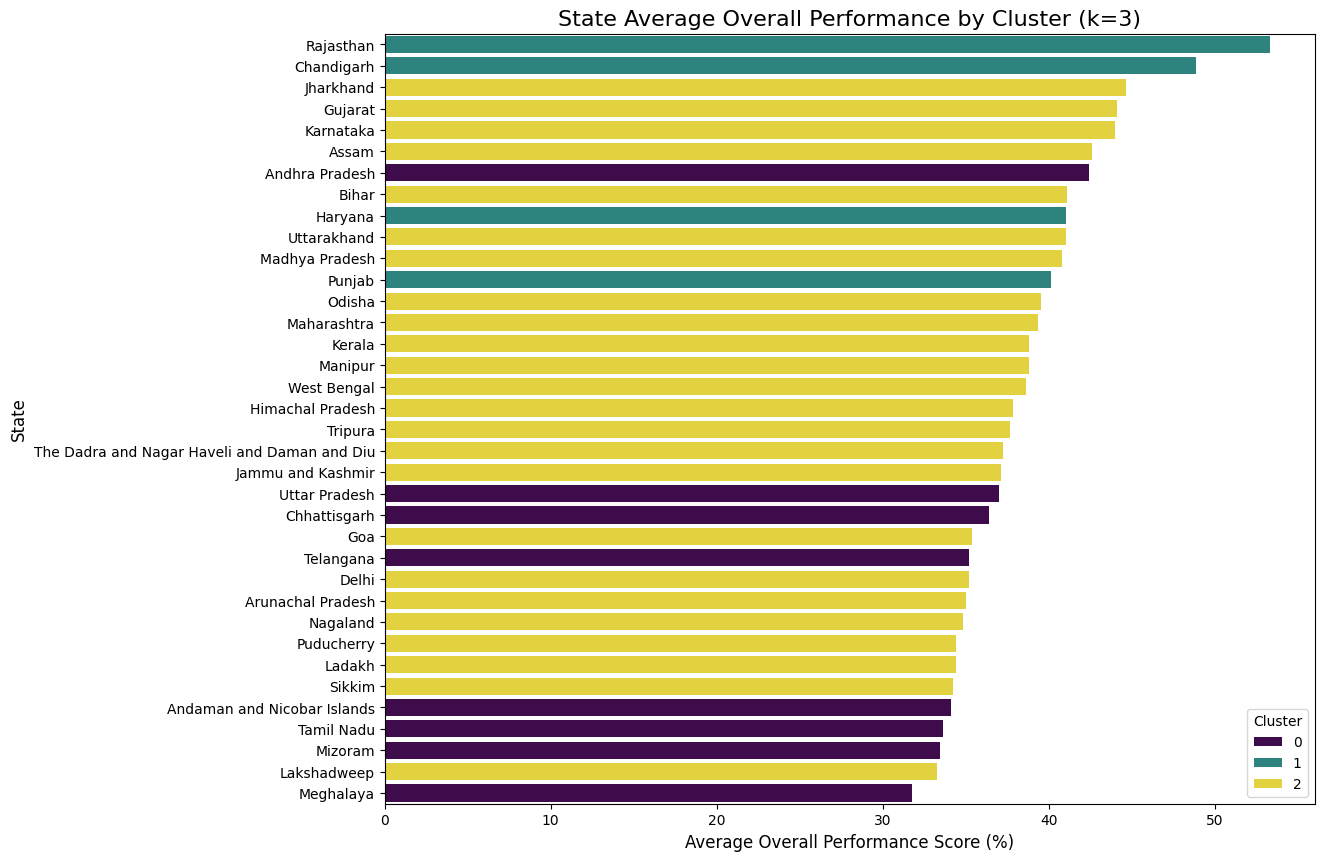 State Average Overall Performance by Cluster (k=3)
State
Rajasthan
Chandigarh
Jharkhand
Gujarat
Karnataka
Assam
Andhra Pradesh
Bihar
Haryana
Uttarakhand
Madhya Pradesh
Punjab
Odisha
Maharashtra
Kerala
Manipur
West Bengal
Himachal Pradesh
Tripura
The Dadra and Nagar Haveli and Daman and Diu
Jammu and Kashmir
Uttar Pradesh
Chhattisgarh
Goa
Telangana
Delhi
Arunachal Pradesh
Nagaland
Puducherry
Ladakh
Sikkim
Andaman and Nicobar Islands
Tamil Nadu
Mizoram
Lakshadweep
Meghalaya
Cluster
0
1
2
0 10 20 30 40 50
Average Overall Performance Score (%)